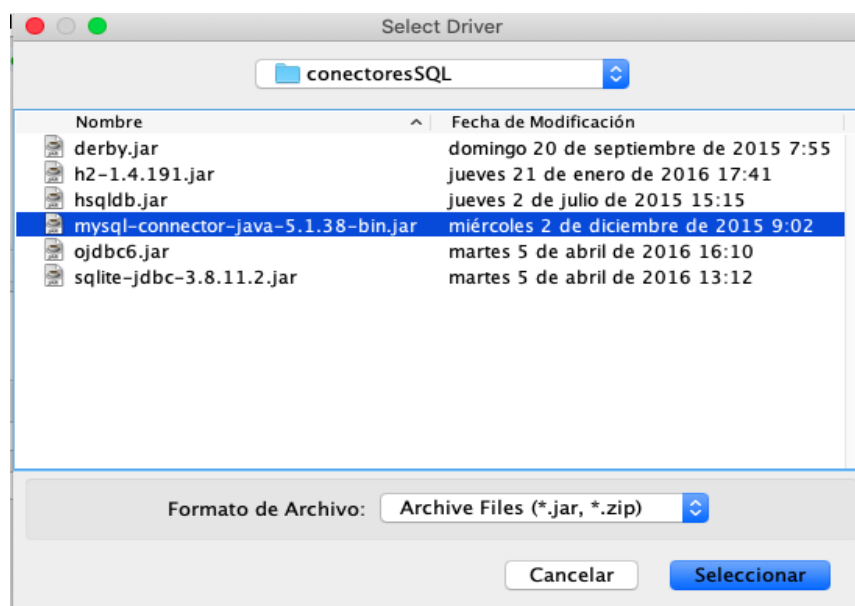 Select Driver
conectoresSQL
Nombre Fecha de Modificación
derby.jar domingo 20 de septiembre de 2015 7:55
h2-1.4.191.jar jueves 21 de enero de 2016 17:41
hsqldb.jar jueves 2 de julio de 2015 15:15
mysql-connector-java-5.1.38-bin.jar miércoles 2 de diciembre de 2015 9:02
ojdbc6.jar martes 5 de abril de 2016 16:10
sqlite-jdbc-3.8.11.2.jar martes 5 de abril de 2016 13:12
Formato de Archivo: Archive Files (*.jar, *.zip)
Cancelar Seleccionar